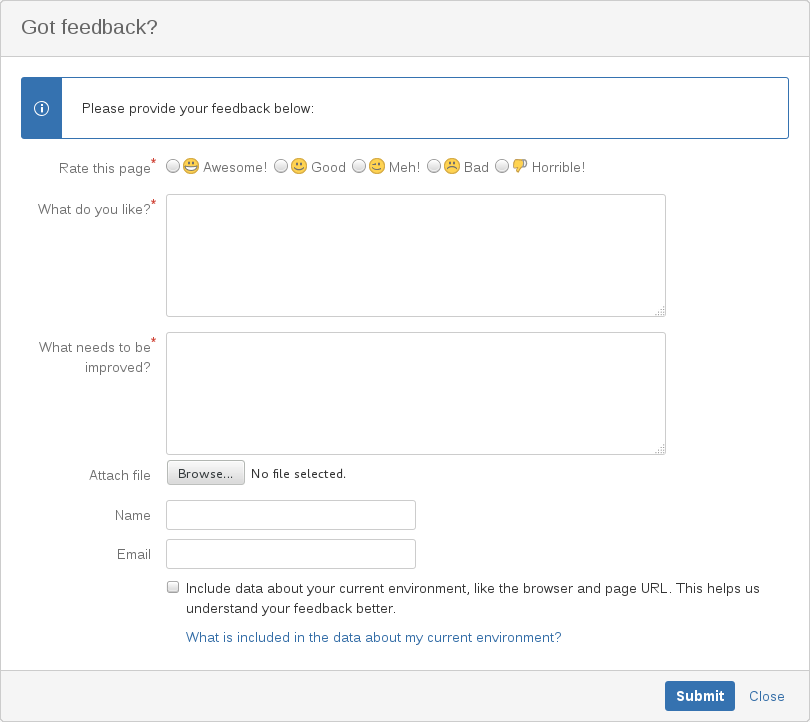 Got feedback?
Please provide your feedback below:
Rate this page* Awesome! Good Meh! Bad Horrible!
What do you like?*
What needs to be*
improved?
Attach file Browse... No file selected.
Name
Email
Include data about your current environment, like the browser and page URL. This helps us
understand your feedback better.
What is included in the data about my current environment?
Submit Close